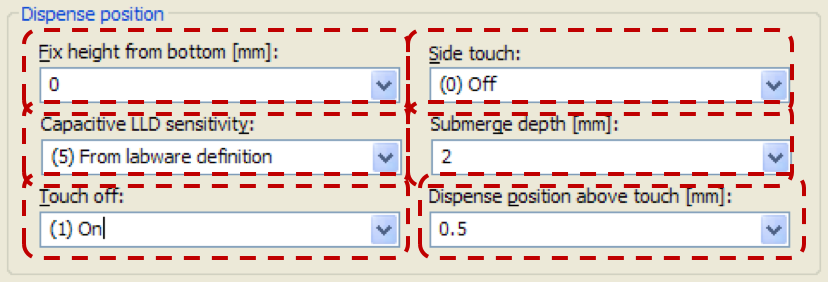 Dispense position
Fix height from bottom [mm]:
0
Side touch:
(0) Off
Capacitive LLD sensitivity:
(5) From labware definition
Submerge depth [mm]:
2
Touch off:
(1) On
Dispense position above touch [mm]:
0.5